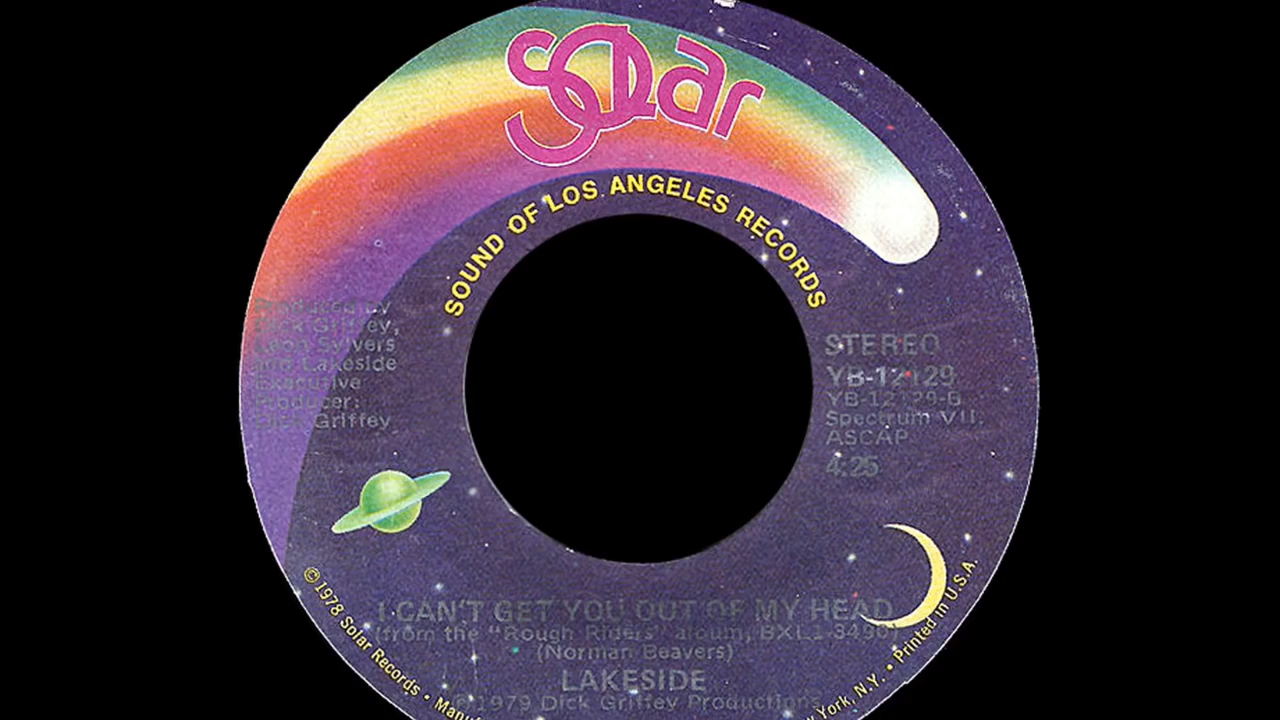 SOLAR
SOUND OF LOS ANGELES RECORDS
Produced by
Dick Griffey,
Leon Sylvers
and Lakeside
Executive
Producer:
Dick Griffey
STEREO
YB-12129
YB-12129-B
Spectrum VII,
ASCAP
4:25
I CAN'T GET YOU OUT OF MY HEAD
(from the "Rough Riders" album, BXL1-3490)
(Norman Beavers)
LAKESIDE
℗1979 Dick Griffey Productions
©1978 Solar Records •
York, N.Y. • Printed in U.S.A.